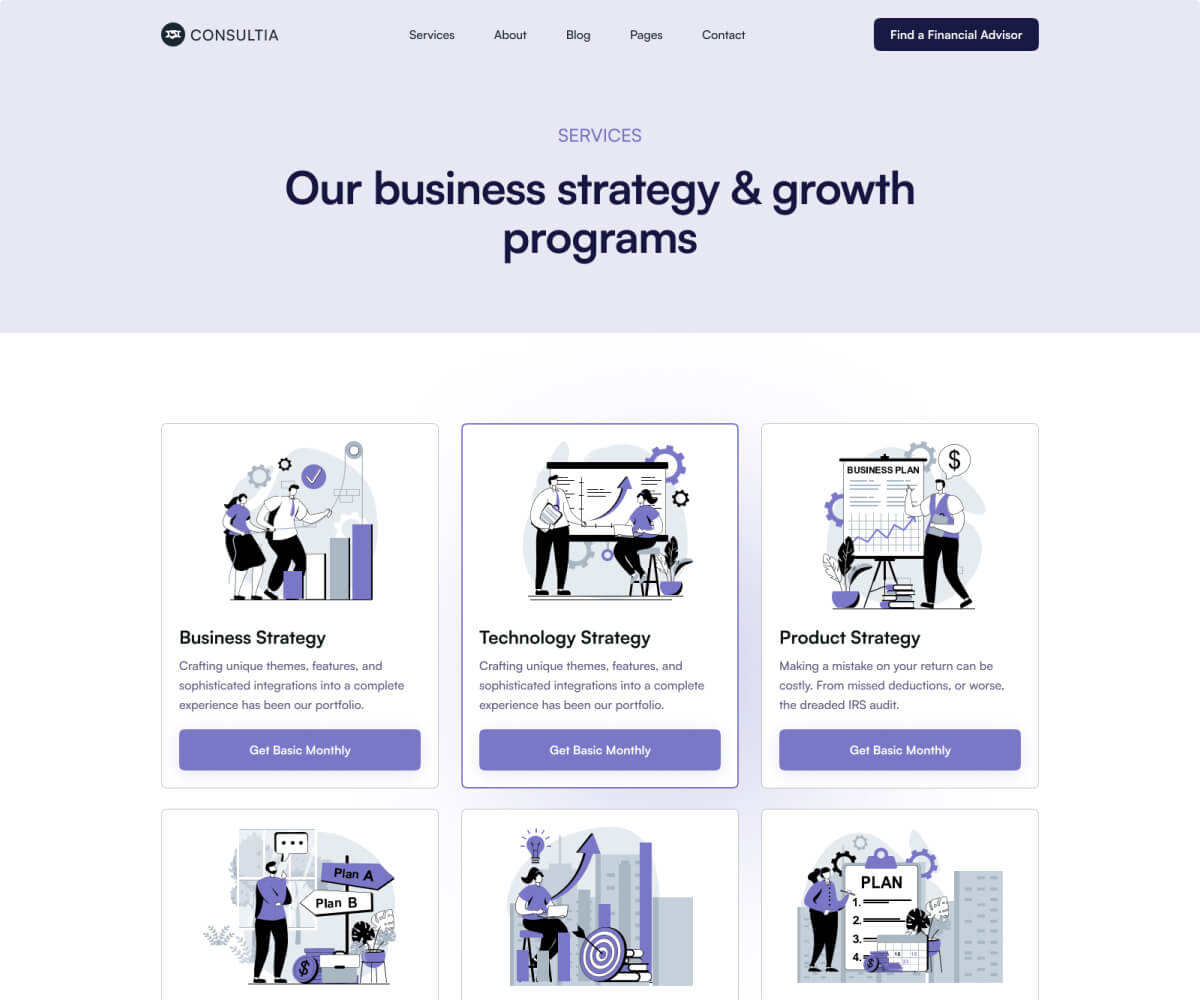 CONSULTIA
Services
About
Blog
Pages
Contact
Find a Financial Advisor
SERVICES
Our business strategy & growth
programs
BUSINESS PLAN
$
Business Strategy
Crafting unique themes, features, and
sophisticated integrations into a complete
experience has been our portfolio.
Get Basic Monthly
Technology Strategy
Crafting unique themes, features, and
sophisticated integrations into a complete
experience has been our portfolio.
Get Basic Monthly
Product Strategy
Making a mistake on your return can be
costly. From missed deductions, or worse,
the dreaded IRS audit.
Get Basic Monthly
Plan A
Plan B
$
PLAN
1.
2.
3.
4.
$